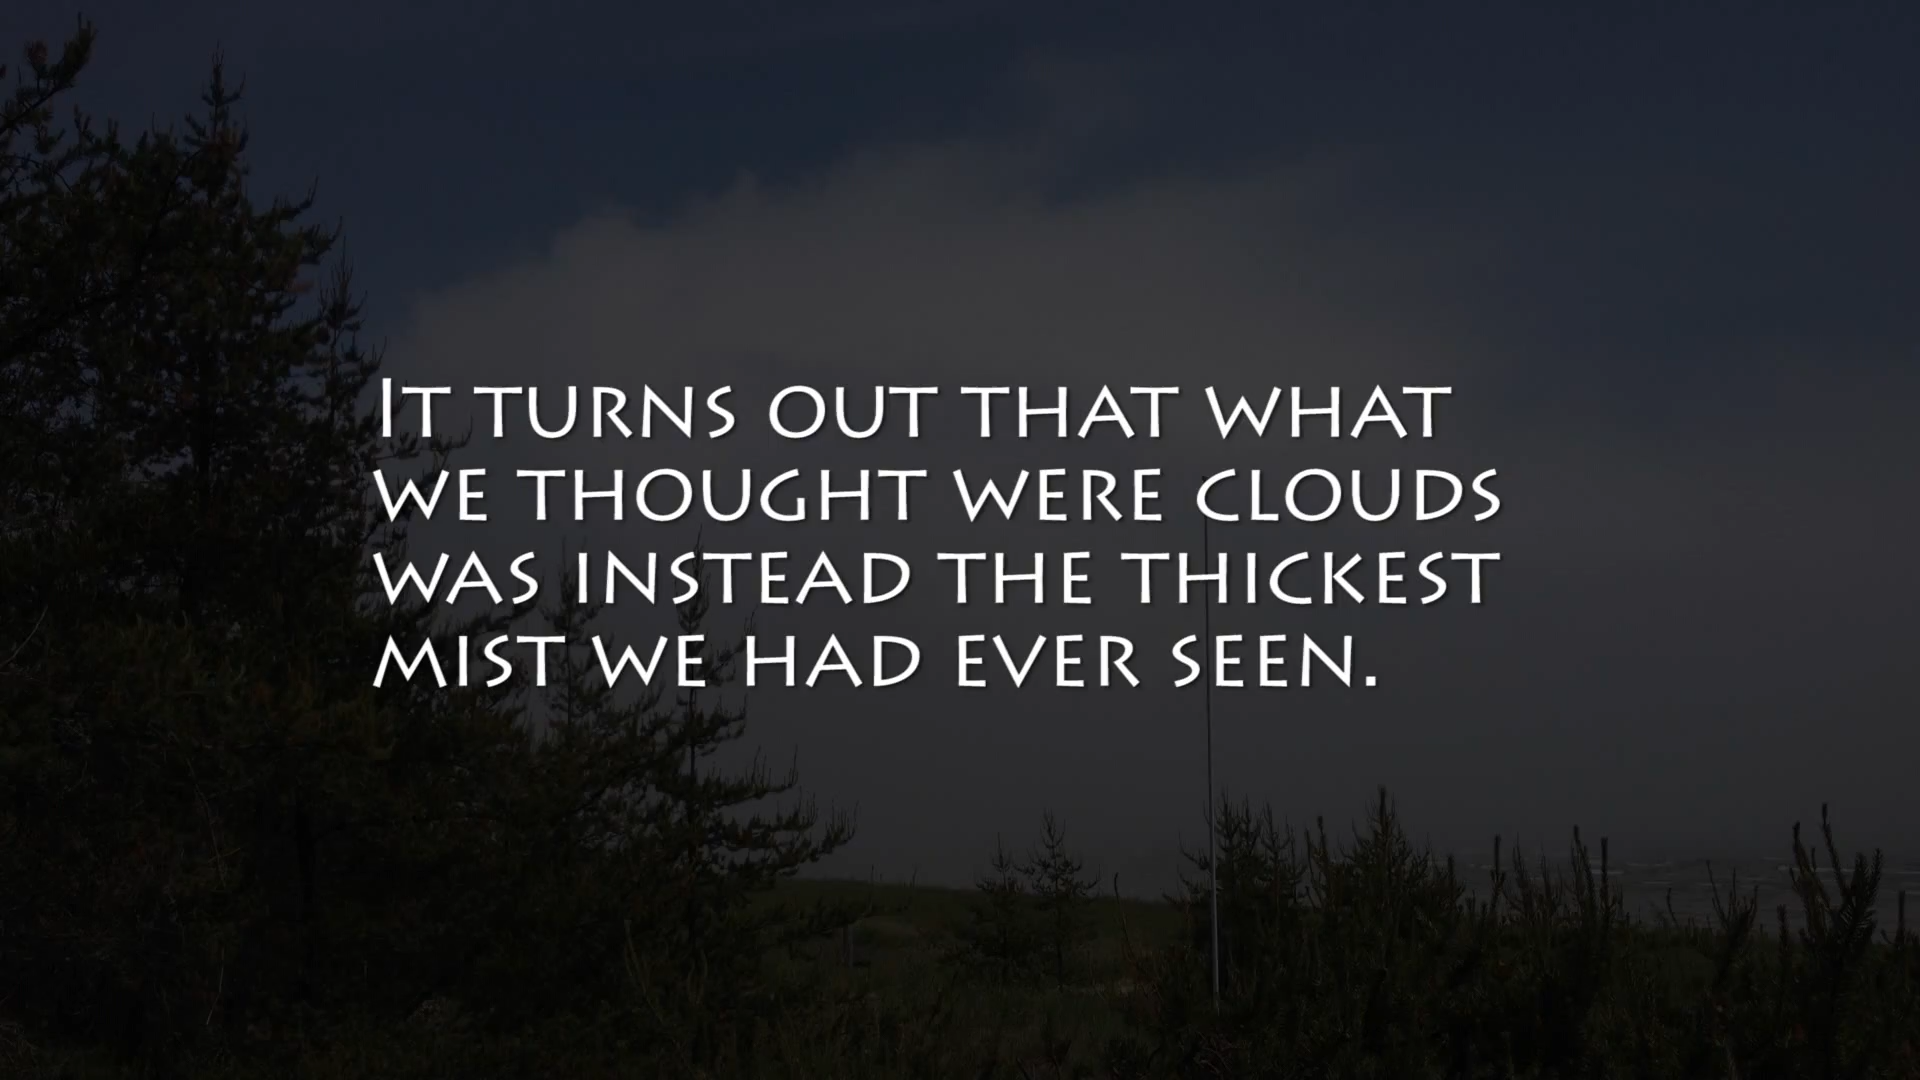 It turns out that what
we thought were clouds
was instead the thickest
mist we had ever seen.